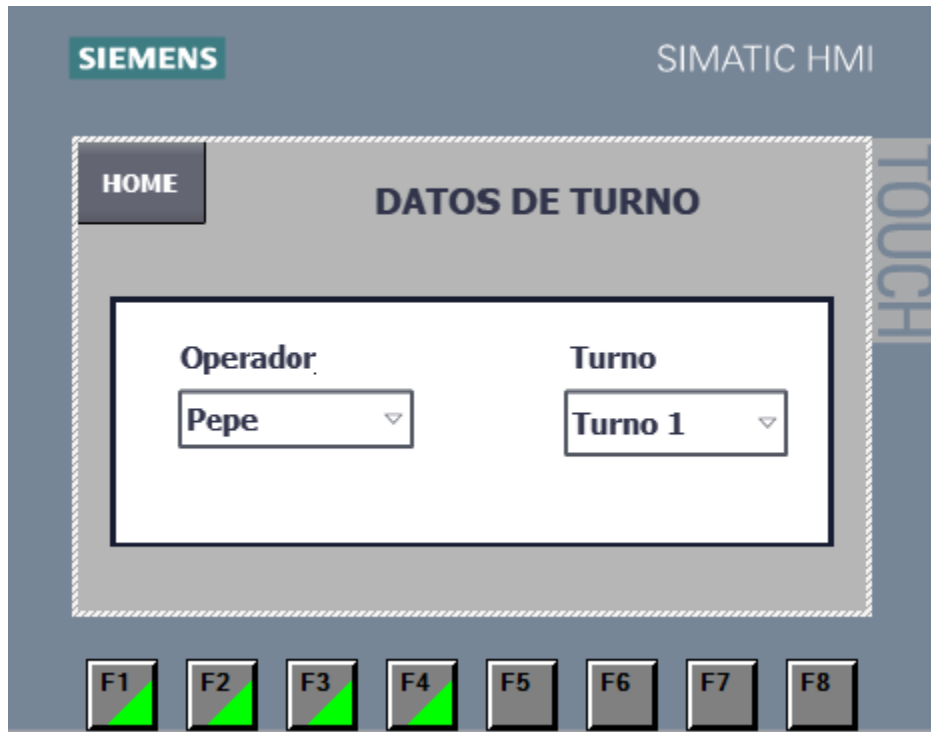 SIEMENS SIMATIC HMI
TOUCH
HOME
DATOS DE TURNO
Operador Turno
Pepe Turno 1
F1 F2 F3 F4 F5 F6 F7 F8